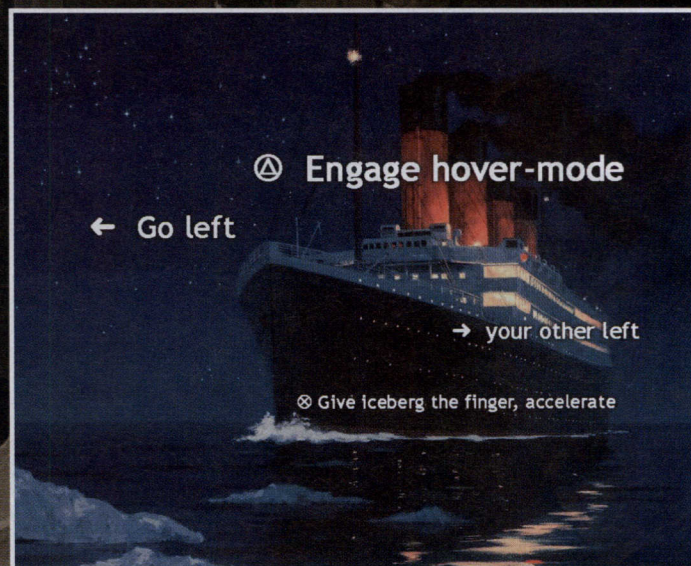 Ⓐ Engage hover-mode
← Go left
→ your other left
⊗ Give iceberg the finger, accelerate